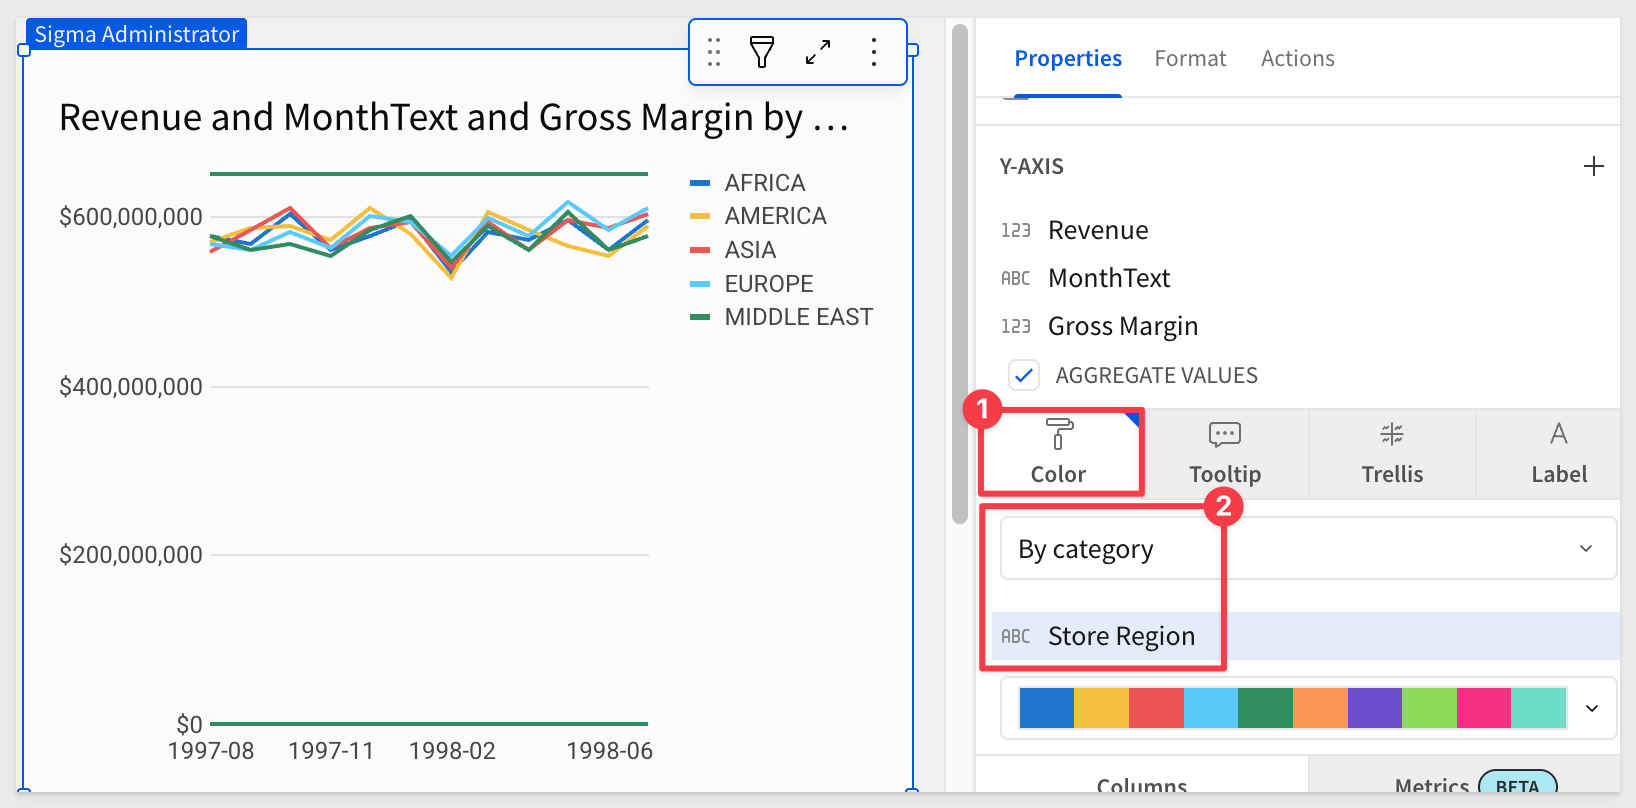 Sigma Administrator
Revenue and MonthText and Gross Margin by ...
$600,000,000
$400,000,000
$200,000,000
$0
1997-08 1997-11 1998-02 1998-06
AFRICA
AMERICA
ASIA
EUROPE
MIDDLE EAST
Properties Format Actions
Y-AXIS
123 Revenue
ABC MonthText
123 Gross Margin
AGGREGATE VALUES
1
Color Tooltip Trellis Label
2
By category
ABC Store Region
Columns Metrics BETA